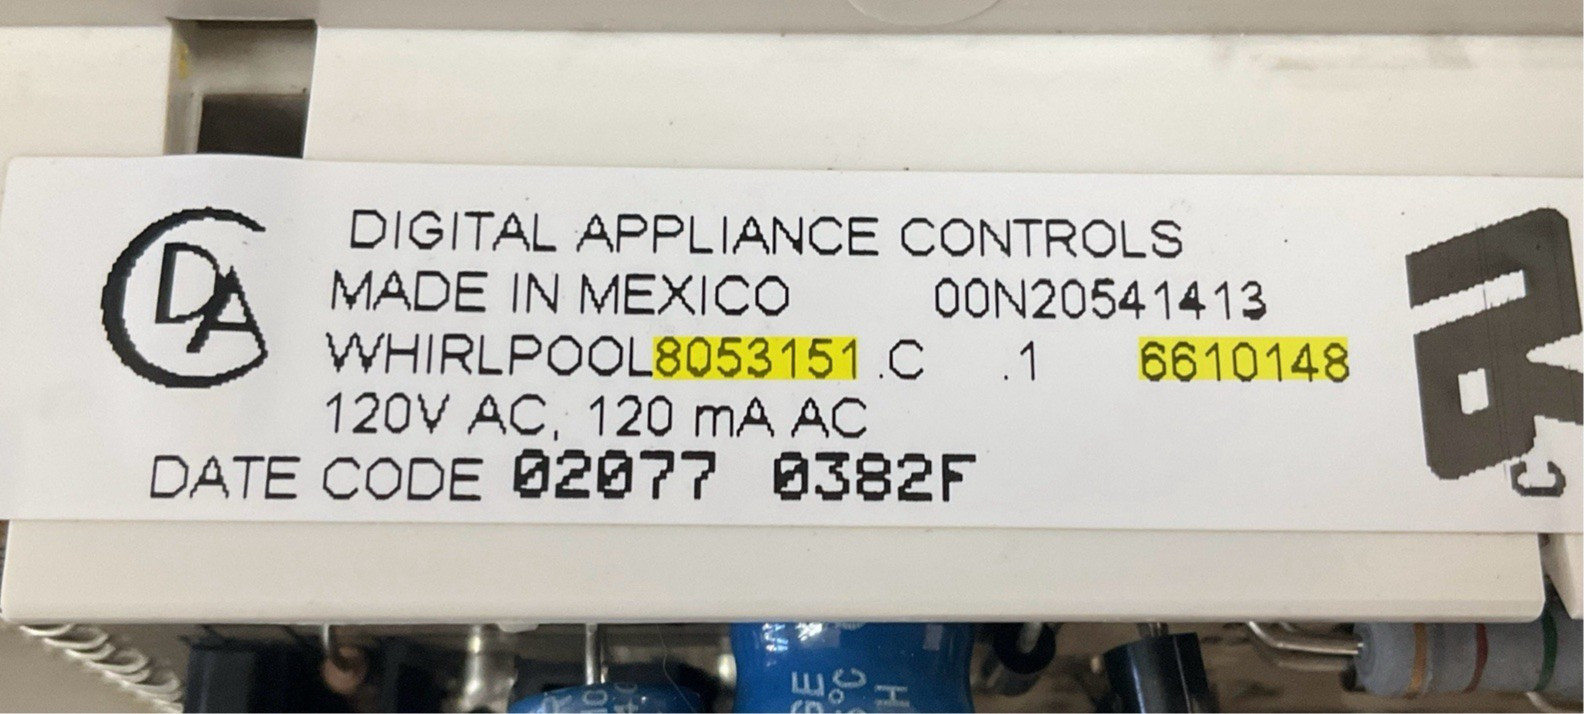 CDA
DIGITAL APPLIANCE CONTROLS
MADE IN MEXICO 00N20541413
WHIRLPOOL8053151 .C .1 6610148
120V AC, 120 mA AC
DATE CODE 02077 0382F
C